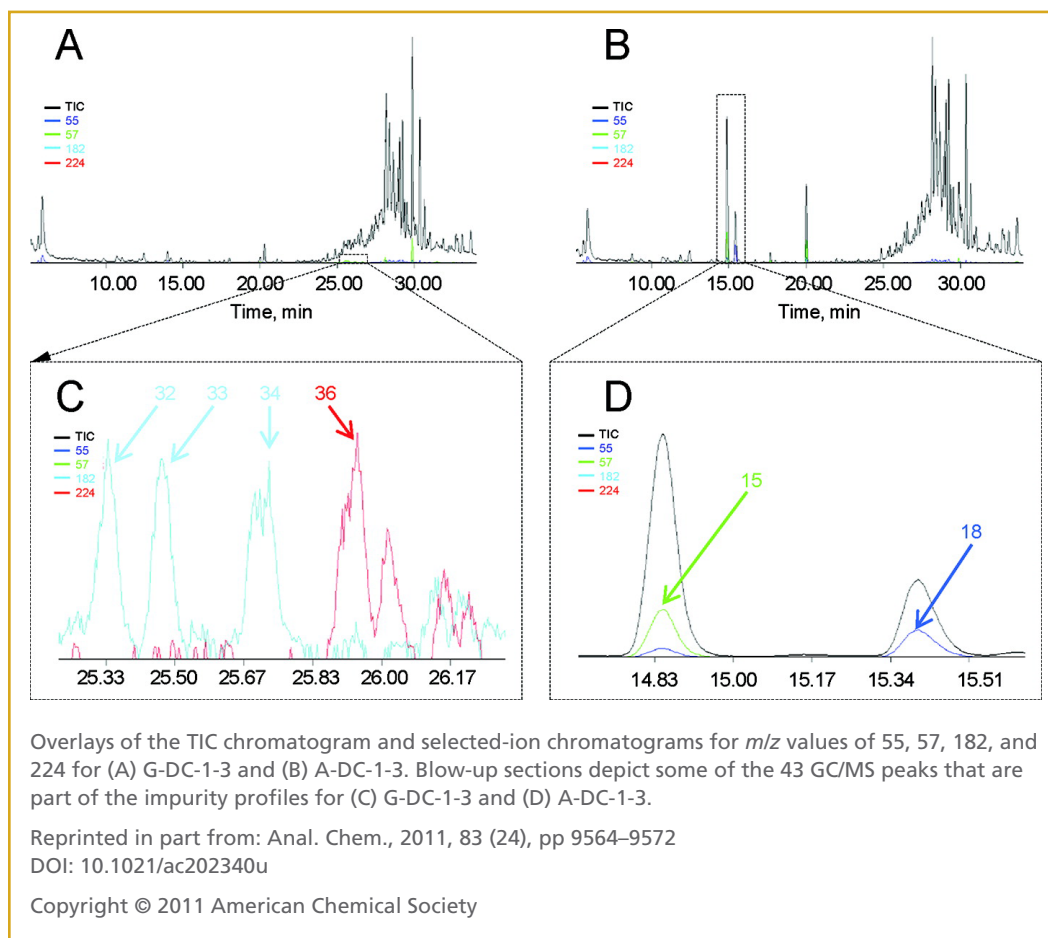 A
TIC
55
57
182
224
10.00 15.00 20.00 25.00 30.00
Time, min
B
TIC
55
57
182
224
10.00 15.00 20.00 25.00 30.00
Time, min
C
32 33 34 36
TIC
55
57
182
224
25.33 25.50 25.67 25.83 26.00 26.17
D
TIC
55
57
182
224
15
18
14.83 15.00 15.17 15.34 15.51
Overlays of the TIC chromatogram and selected-ion chromatograms for m/z values of 55, 57, 182, and
224 for (A) G-DC-1-3 and (B) A-DC-1-3. Blow-up sections depict some of the 43 GC/MS peaks that are
part of the impurity profiles for (C) G-DC-1-3 and (D) A-DC-1-3.
Reprinted in part from: Anal. Chem., 2011, 83 (24), pp 9564–9572
DOI: 10.1021/ac202340u
Copyright © 2011 American Chemical Society